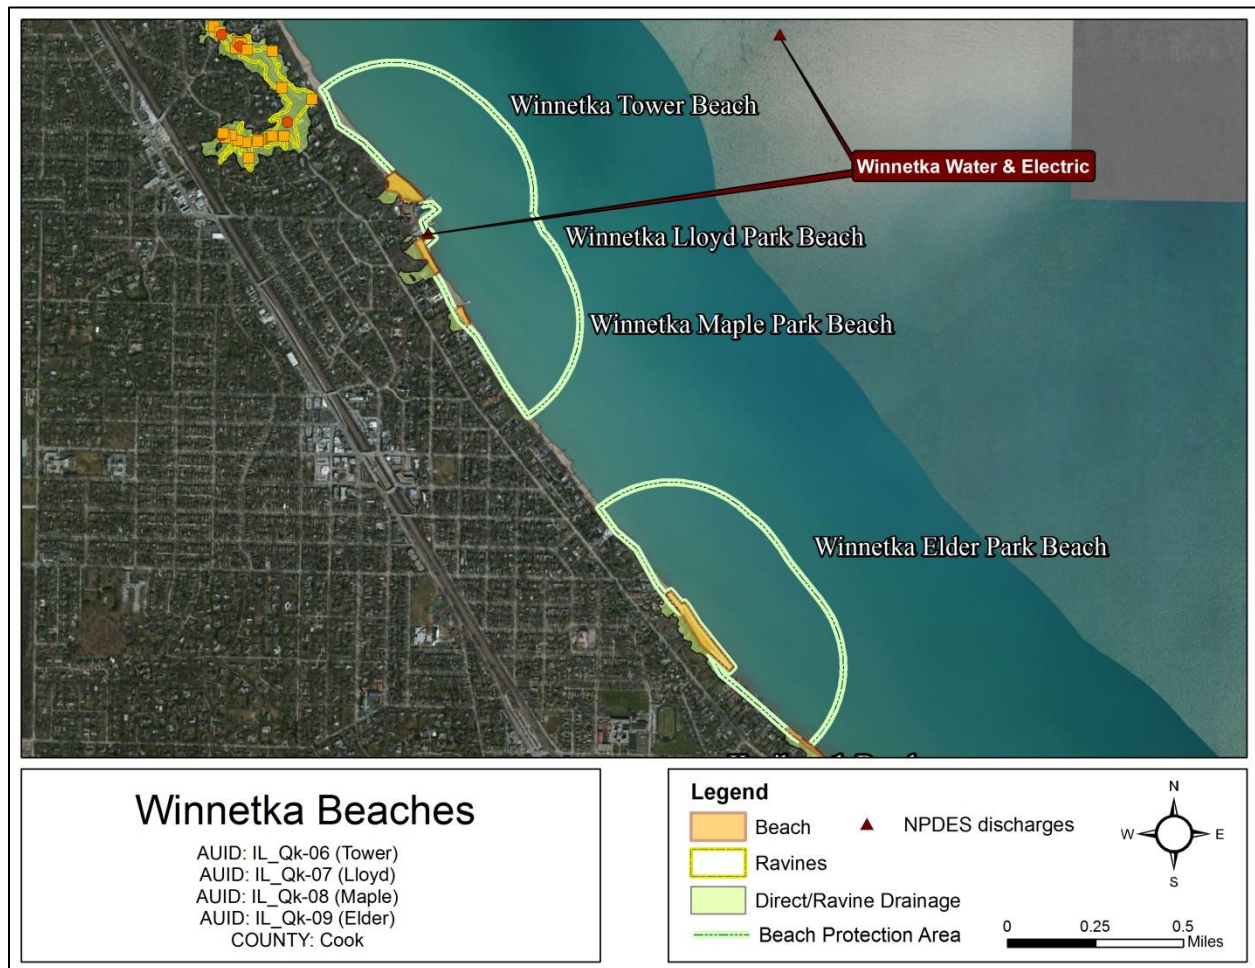 Winnetka Tower Beach
Winnetka Water & Electric
Winnetka Lloyd Park Beach
Winnetka Maple Park Beach
Winnetka Elder Park Beach
Winnetka Beaches
AUID: IL_Qk-06 (Tower)
AUID: IL_Qk-07 (Lloyd)
AUID: IL_Qk-08 (Maple)
AUID: IL_Qk-09 (Elder)
COUNTY: Cook
Legend
Beach
NPDES discharges
Ravines
Direct/Ravine Drainage
Beach Protection Area
N
W E
S
0 0.25 0.5
Miles